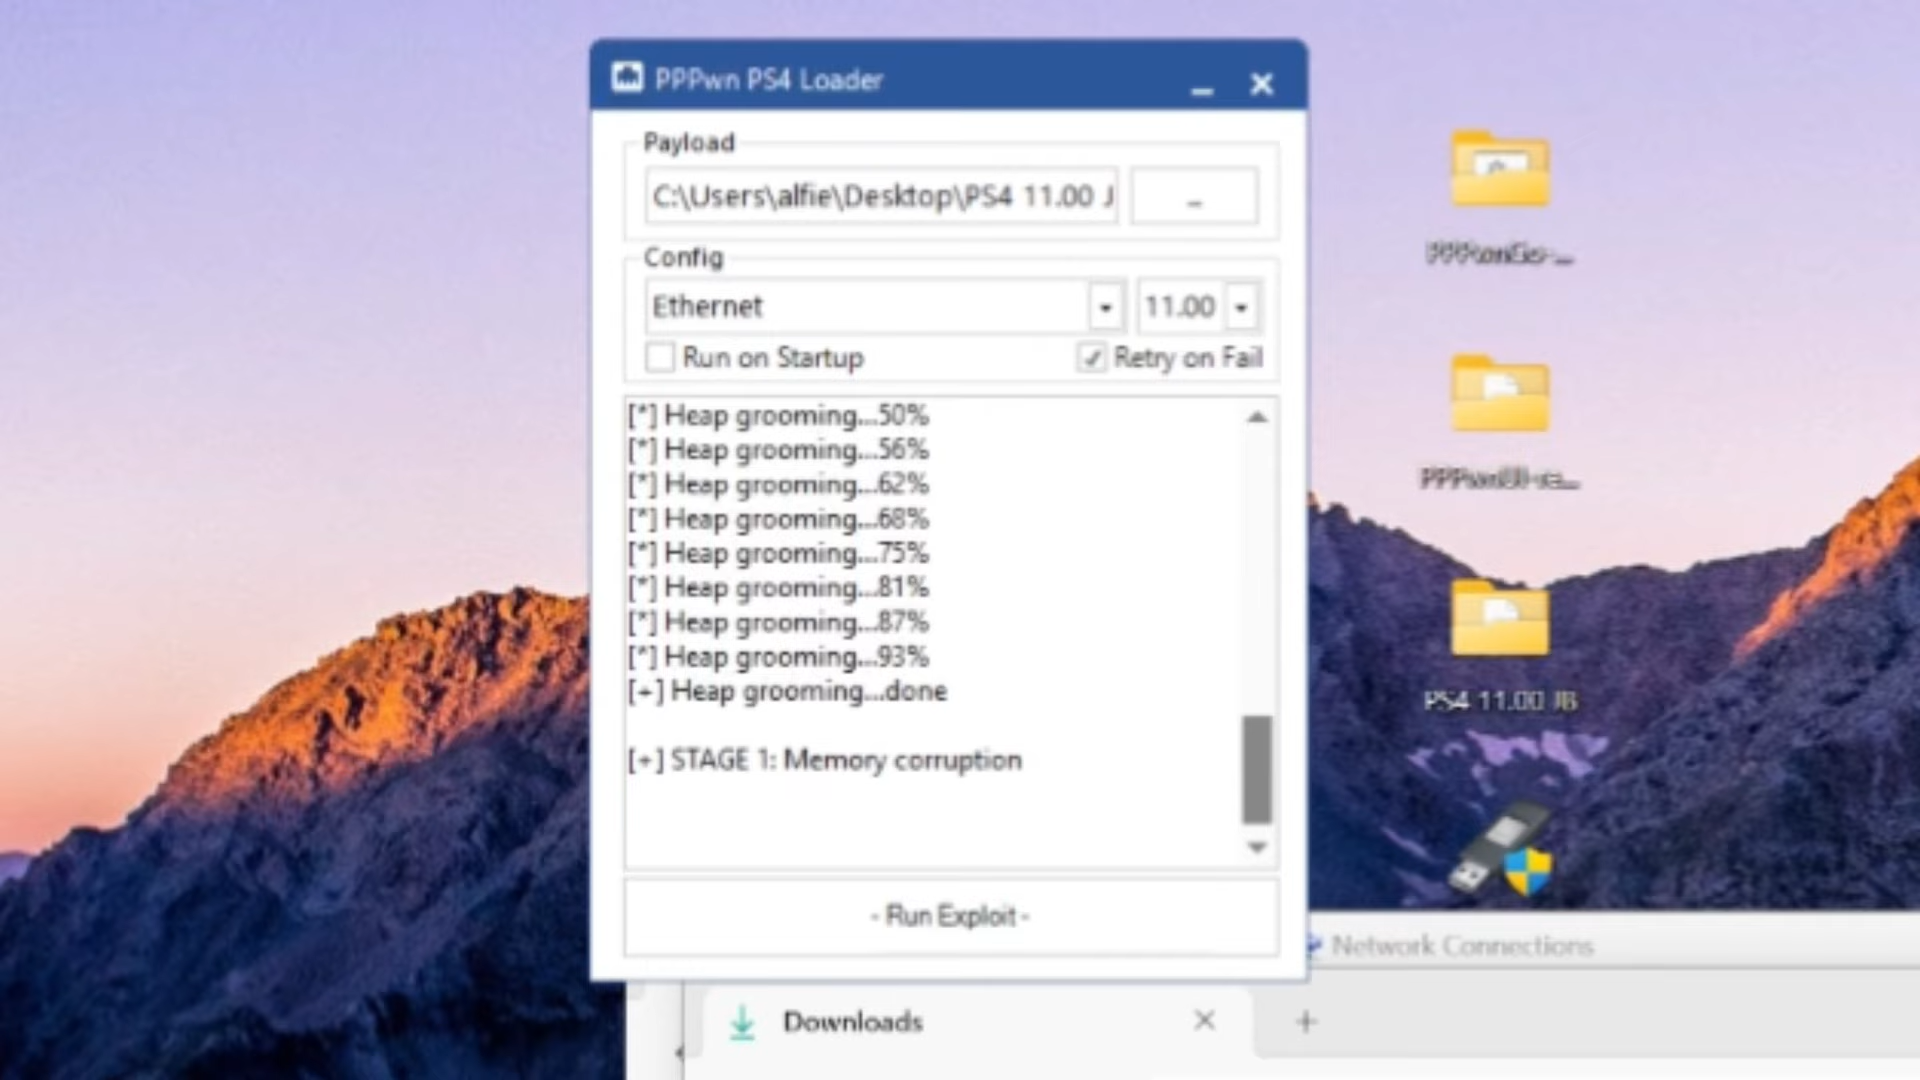 PPPwn PS4 Loader
Payload
C:\Users\alfie\Desktop\PS4 11.00 J
...
Config
Ethernet
11.00
Run on Startup
Retry on Fail
[*] Heap grooming...50%
[*] Heap grooming...56%
[*] Heap grooming...62%
[*] Heap grooming...68%
[*] Heap grooming...75%
[*] Heap grooming...81%
[*] Heap grooming...87%
[*] Heap grooming...93%
[+] Heap grooming...done
[+] STAGE 1: Memory corruption
- Run Exploit -
PPPwnGo-...
PPPwnUI-...
PS4 11.00 JB
Network Connections
Downloads